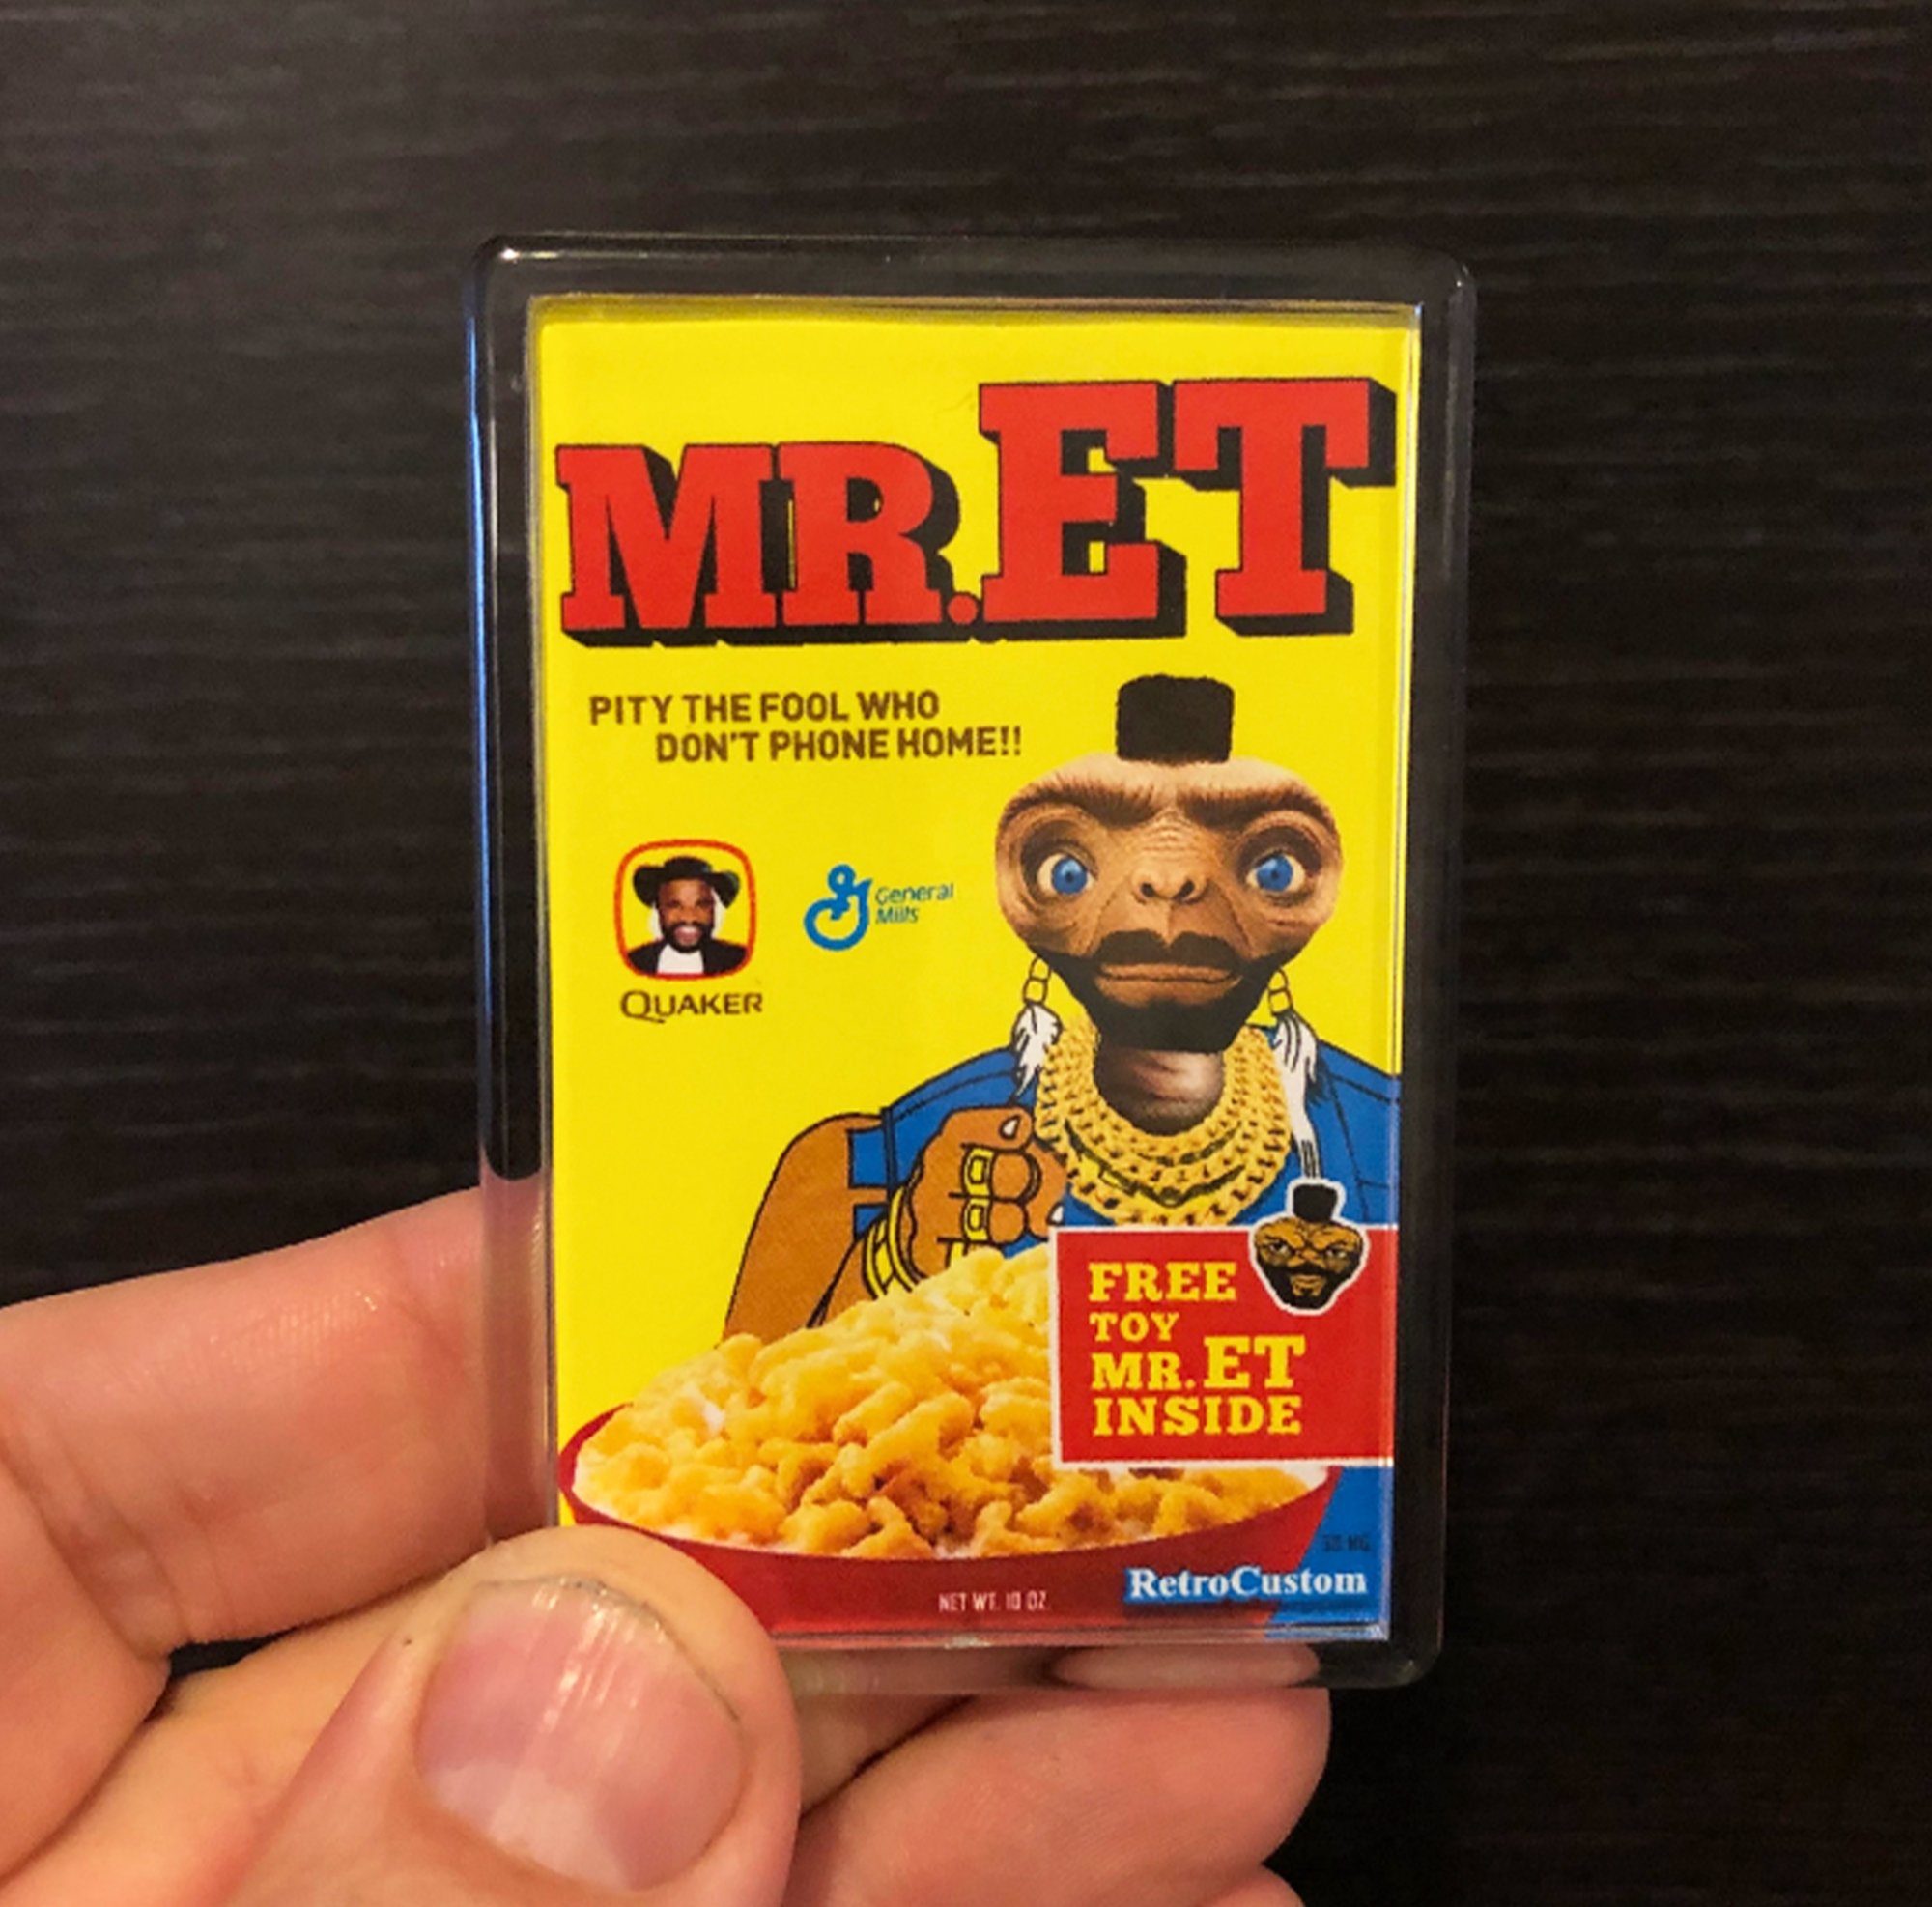 MR.ET
PITY THE FOOL WHO
DON'T PHONE HOME!!
General
Mills
QUAKER
FREE
TOY
MR.ET
INSIDE
RetroCustom
NET WT. 10 OZ.